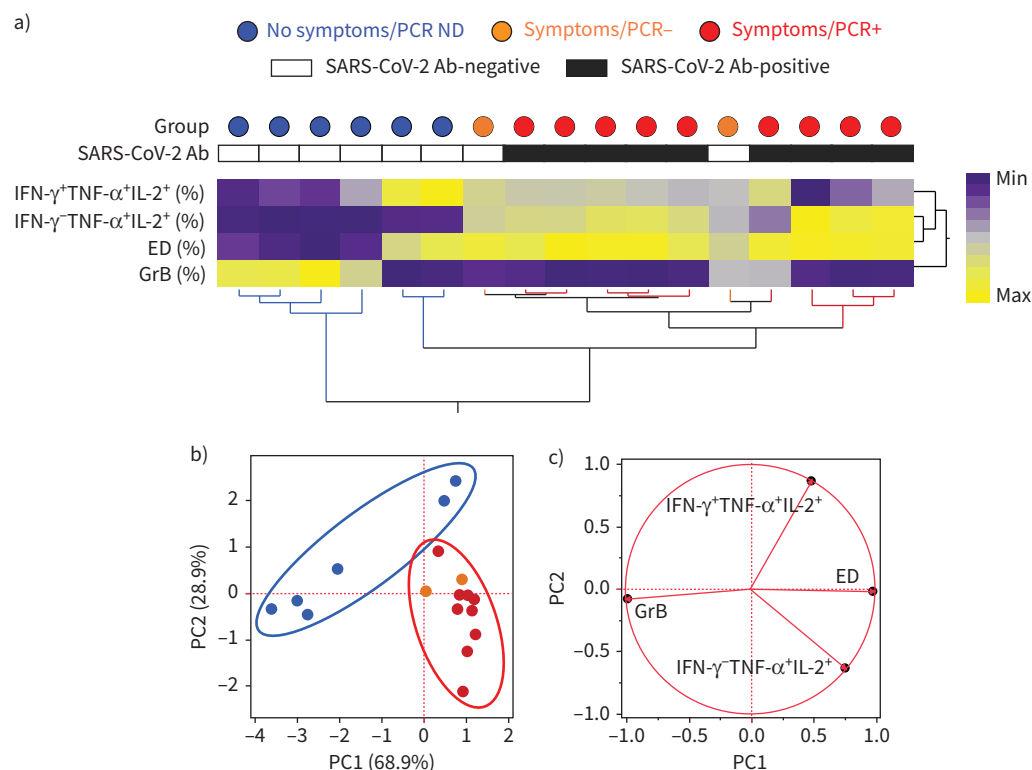 a)
No symptoms/PCR ND Symptoms/PCR– Symptoms/PCR+
SARS-CoV-2 Ab-negative SARS-CoV-2 Ab-positive
Group
SARS-CoV-2 Ab
IFN-γ⁺TNF-α⁺IL-2⁺ (%)
IFN-γ⁻TNF-α⁺IL-2⁺ (%)
ED (%)
GrB (%)
Min
Max
b)
PC2 (28.9%)
2
1
0
–1
–2
–4 –3 –2 –1 0 1 2
PC1 (68.9%)
c)
PC2
1.0
0.5
0.0
–0.5
–1.0
IFN-γ⁺TNF-α⁺IL-2⁺
ED
GrB
IFN-γ⁻TNF-α⁺IL-2⁺
–1.0 –0.5 0.0 0.5 1.0
PC1